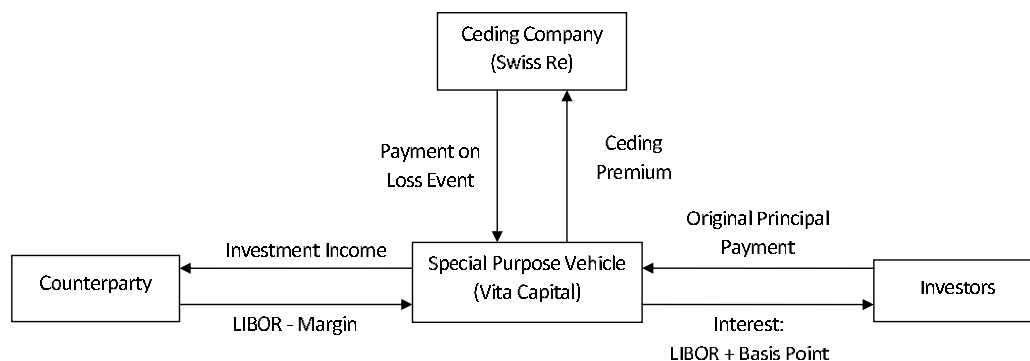 Ceding Company
(Swiss Re)
Payment on
Loss Event
Ceding
Premium
Original Principal
Payment
Investment Income
Counterparty
Special Purpose Vehicle
(Vita Capital)
Investors
LIBOR - Margin
Interest:
LIBOR + Basis Point